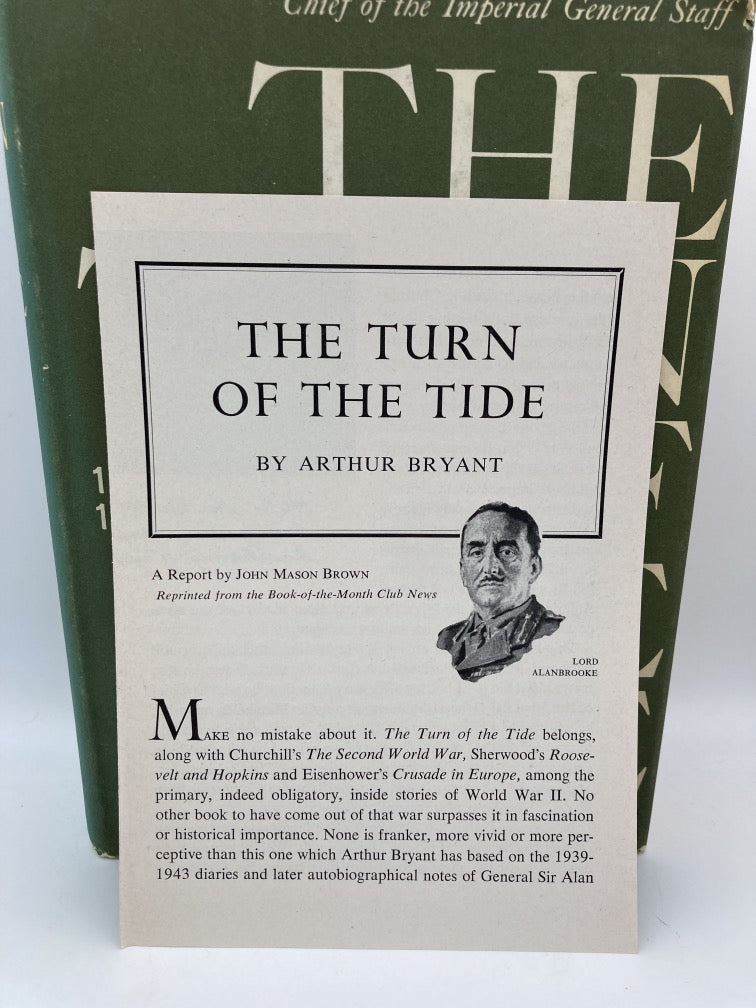 Chief of the Imperial General Staff
THE
T
N
1
1
THE TURN
OF THE TIDE
BY ARTHUR BRYANT
A Report by JOHN MASON BROWN
Reprinted from the Book-of-the-Month Club News
LORD
ALANBROOKE
MAKE no mistake about it. The Turn of the Tide belongs,
along with Churchill's The Second World War, Sherwood's Roose-
velt and Hopkins and Eisenhower's Crusade in Europe, among the
primary, indeed obligatory, inside stories of World War II. No
other book to have come out of that war surpasses it in fascination
or historical importance. None is franker, more vivid or more per-
ceptive than this one which Arthur Bryant has based on the 1939-
1943 diaries and later autobiographical notes of General Sir Alan